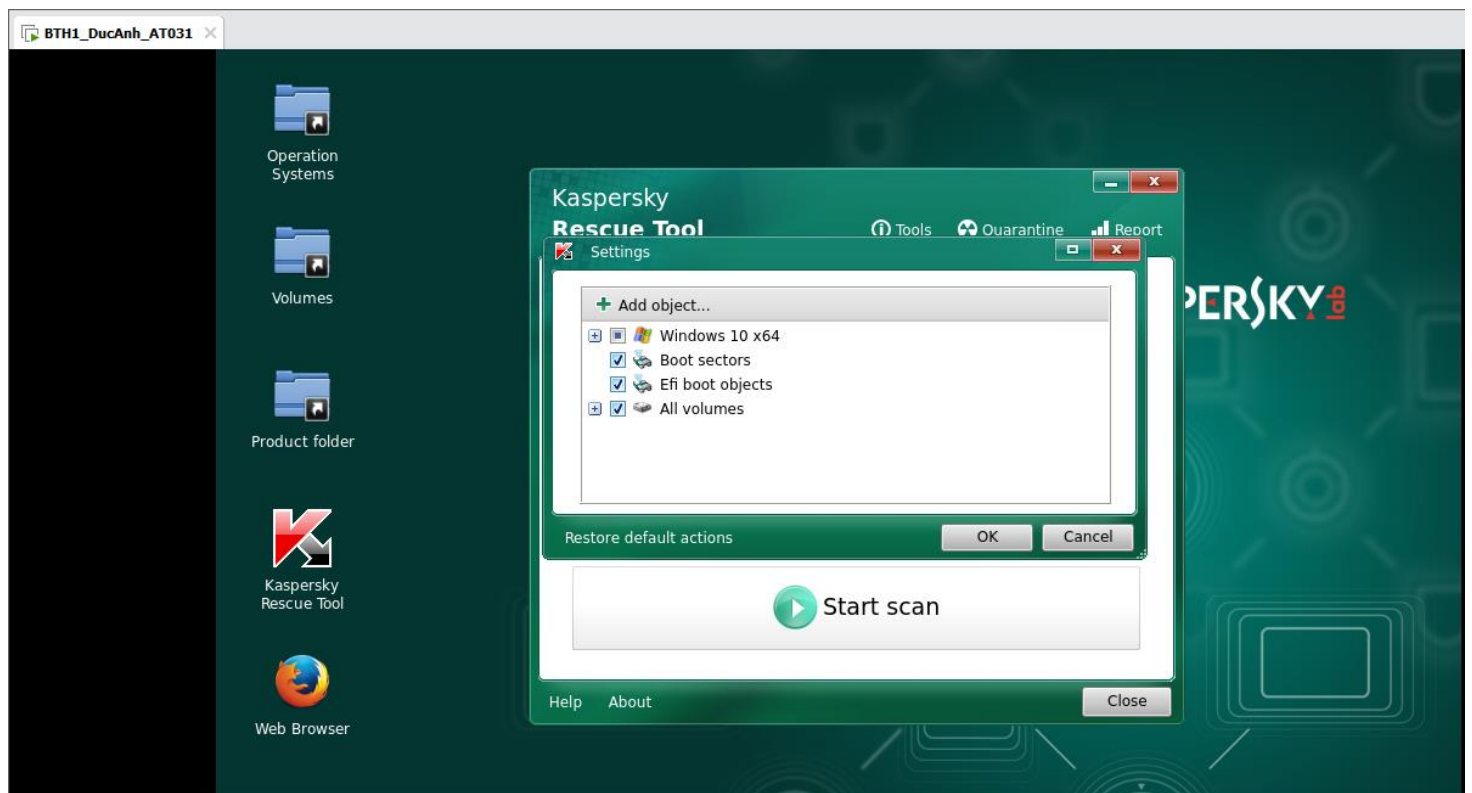 BTH1_DucAnh_AT031
Operation
Systems
Volumes
Product folder
Kaspersky
Rescue Tool
Web Browser
Kaspersky
Rescue Tool
Tools
Quarantine
Report
Settings
Add object...
Windows 10 x64
Boot sectors
Efi boot objects
All volumes
Restore default actions
OK
Cancel
Start scan
Help
About
Close
PERSKY lab